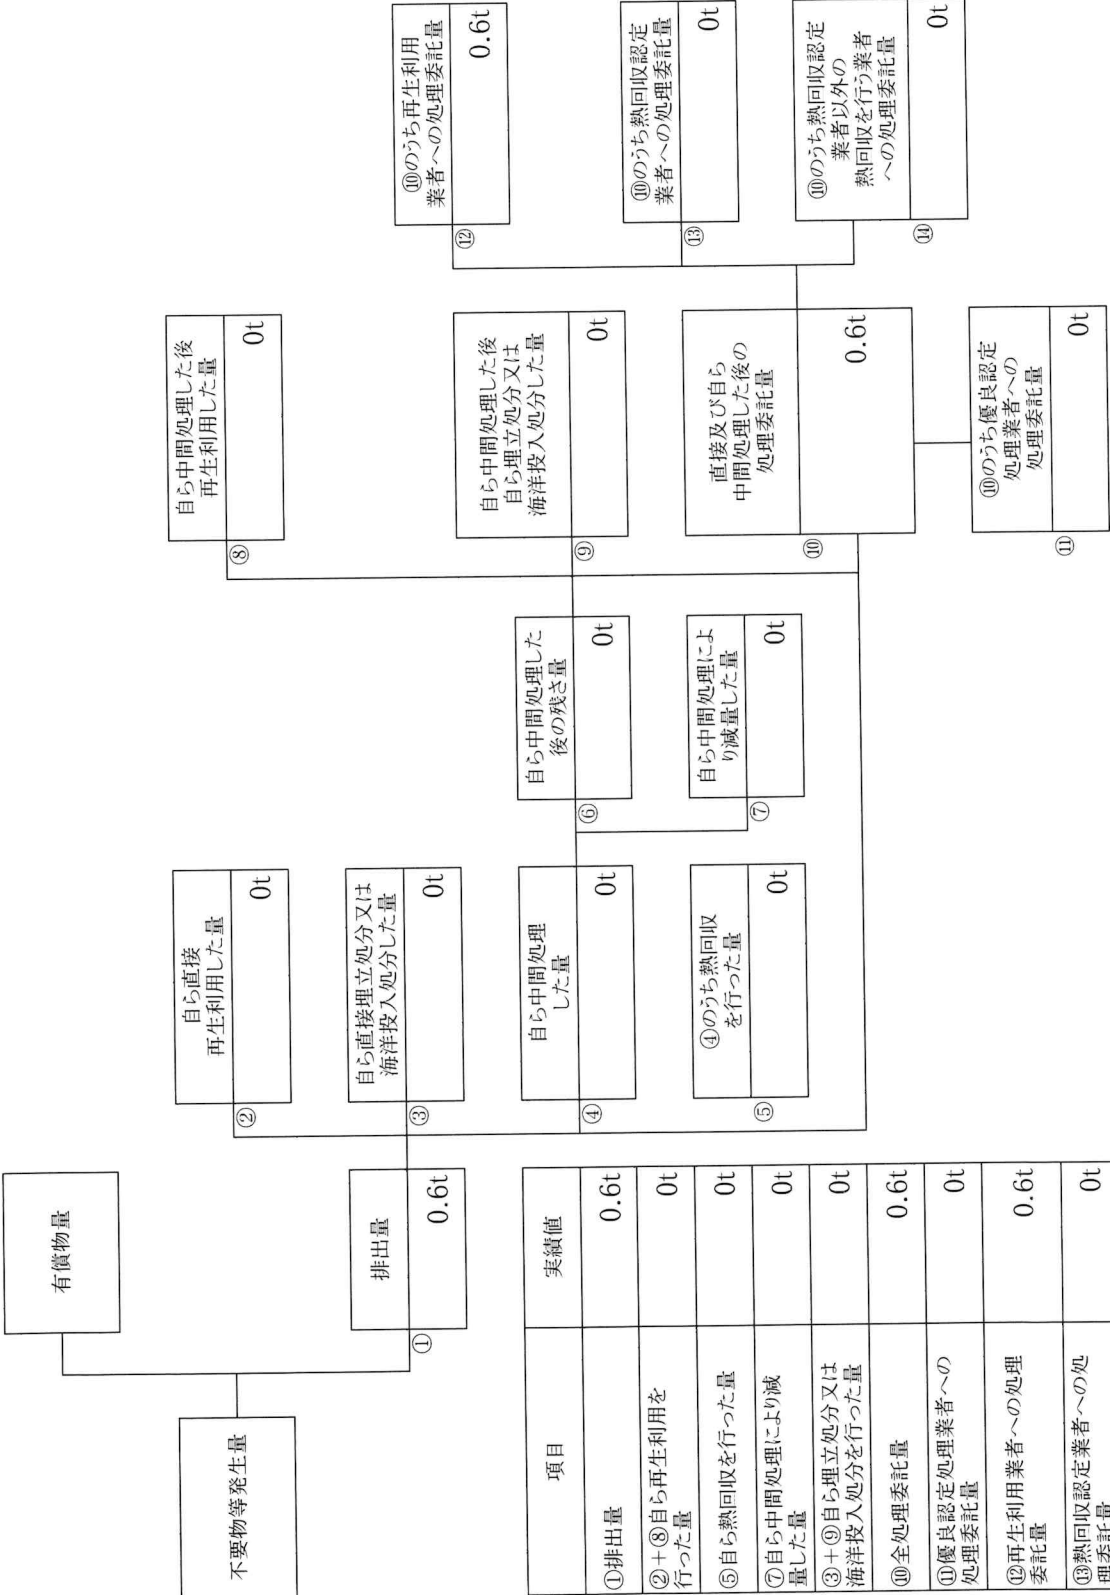 不要物等発生量
有償物量
排出量
①
0.6t
自ら直接
再生利用した量
②
0t
自ら直接埋立処分又は
海洋投入処分した量
③
0t
自ら中間処理
した量
④
0t
④のうち熱回収
を行った量
⑤
0t
自ら中間処理した
後の残さ量
⑥
0t
自ら中間処理によ
り減量した量
⑦
0t
自ら中間処理した後
再生利用した量
⑧
0t
自ら中間処理した後
自ら埋立処分又は
海洋投入処分した量
⑨
0t
直接及び自ら
中間処理した後の
処理委託量
⑩
0.6t
⑩のうち優良認定
処理業者への
処理委託量
⑪
0t
⑩のうち再生利用
業者への処理委託量
⑫
0.6t
⑩のうち熱回収認定
業者への処理委託量
⑬
0t
⑩のうち熱回収認定
業者以外の
熱回収を行う業者
への処理委託量
⑭
0t
項目 実績値
①排出量 0.6t
②+⑧自ら再生利用を
行った量 0t
⑤自ら熱回収を行った量 0t
⑦自ら中間処理により減
量した量 0t
③+⑨自ら埋立処分又は
海洋投入処分を行った量 0t
⑩全処理委託量 0.6t
⑪優良認定処理業者への
処理委託量 0t
⑫再生利用業者への処理
委託量 0.6t
⑬熱回収認定業者への処
理委託量 0t